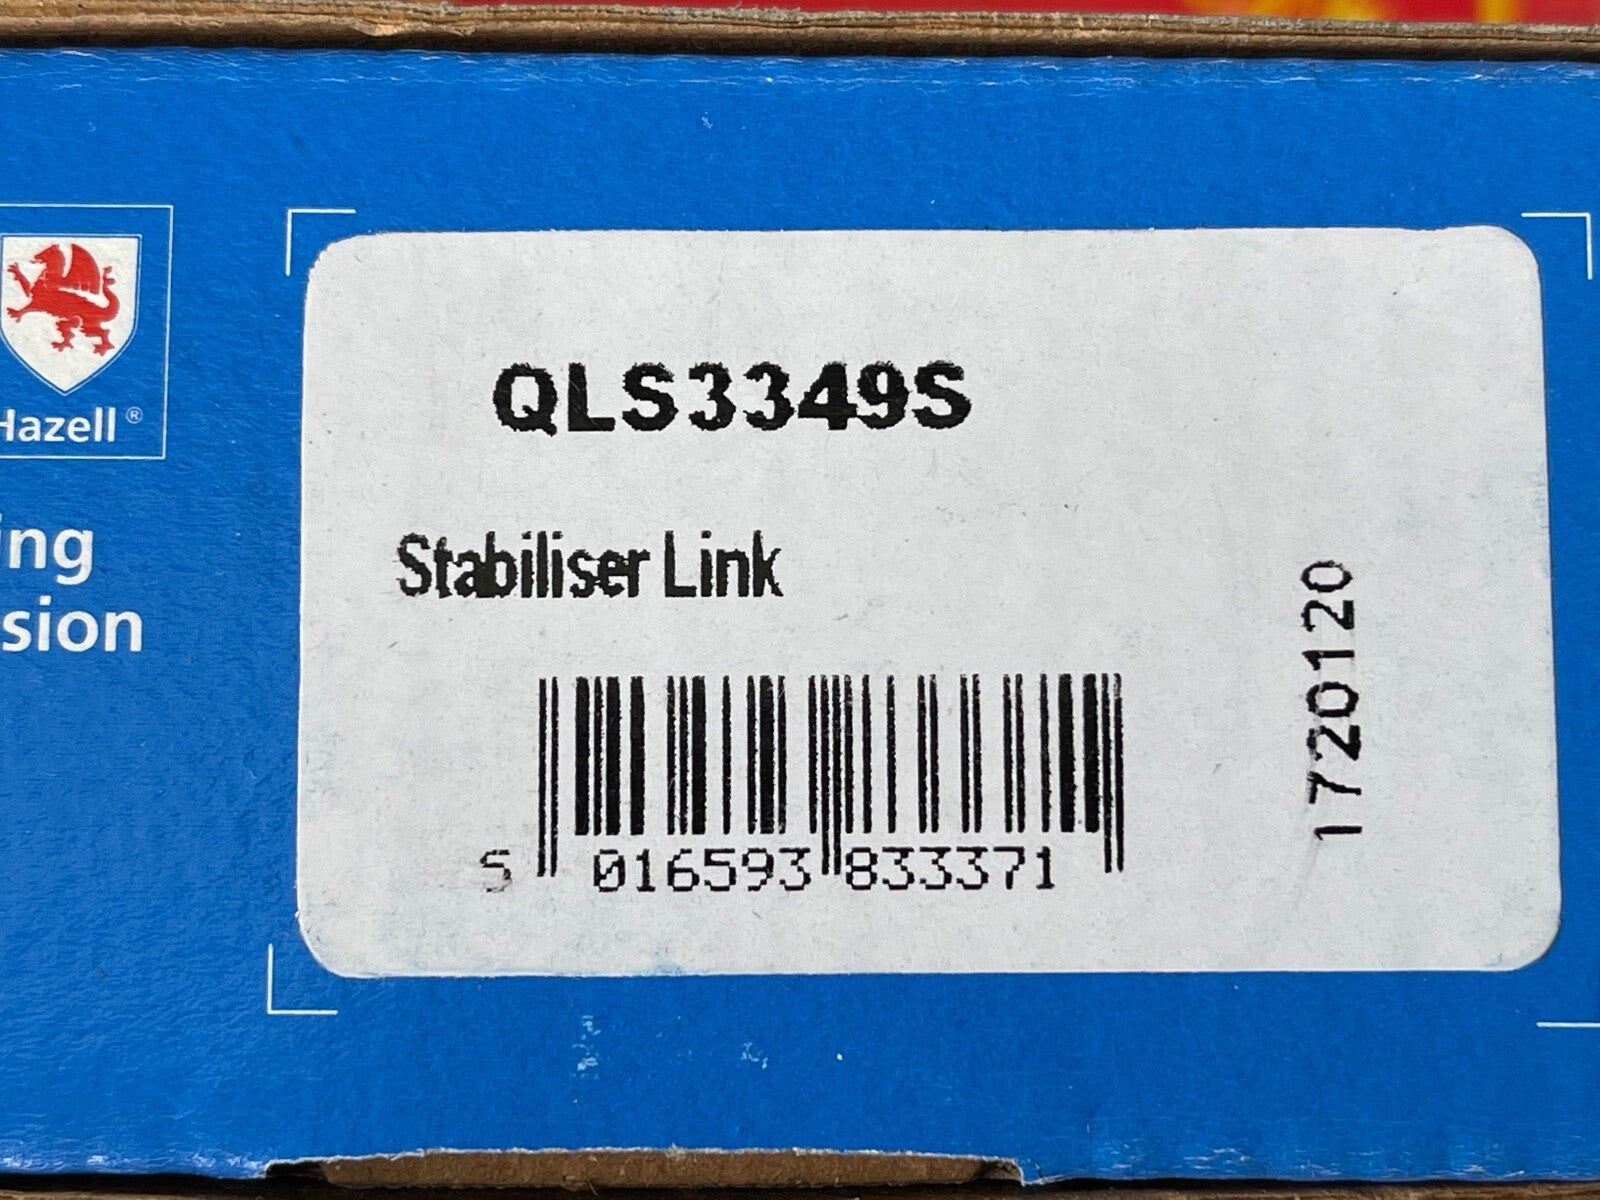 Hazell®
ing
sion
QLS3349S
Stabiliser Link
5 016593 833371
1720120